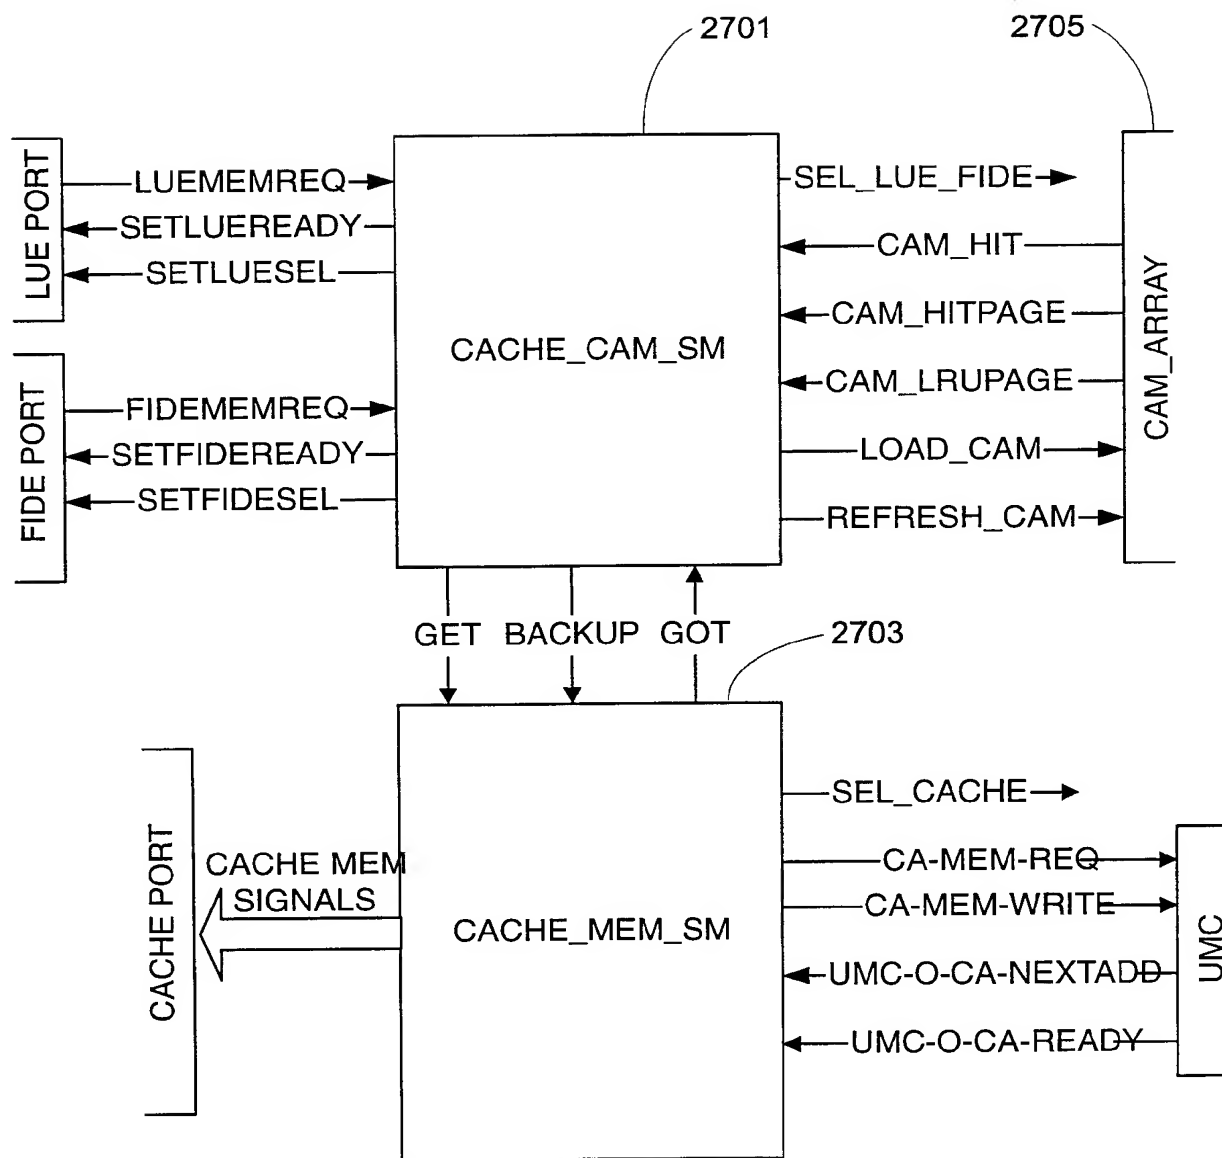 2701
2705
LUE PORT
LUEMEMREQ
SETLUEREADY
SETLUESEL
FIDE PORT
FIDEMEMREQ
SETFIDEREADY
SETFIDESEL
CACHE_CAM_SM
SEL_LUE_FIDE
CAM_HIT
CAM_HITPAGE
CAM_LRUPAGE
LOAD_CAM
REFRESH_CAM
CAM_ARRAY
GET
BACKUP
GOT
2703
CACHE PORT
CACHE MEM
SIGNALS
CACHE_MEM_SM
SEL_CACHE
CA-MEM-REQ
CA-MEM-WRITE
UMC-O-CA-NEXTADD
UMC-O-CA-READY
UMC